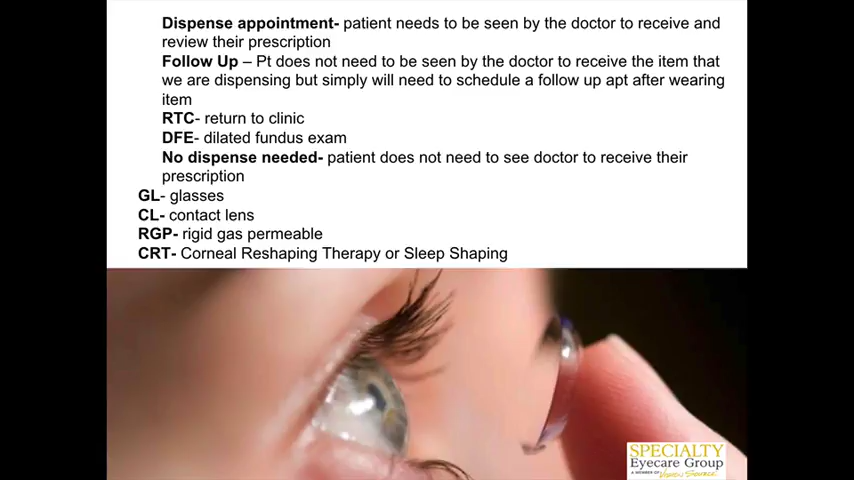 Dispense appointment- patient needs to be seen by the doctor to receive and
review their prescription
Follow Up – Pt does not need to be seen by the doctor to receive the item that
we are dispensing but simply will need to schedule a follow up apt after wearing
item
RTC- return to clinic
DFE- dilated fundus exam
No dispense needed- patient does not need to see doctor to receive their
prescription
GL- glasses
CL- contact lens
RGP- rigid gas permeable
CRT- Corneal Reshaping Therapy or Sleep Shaping
SPECIALTY
Eyecare Group
A MEMBER OF VISION SOURCE